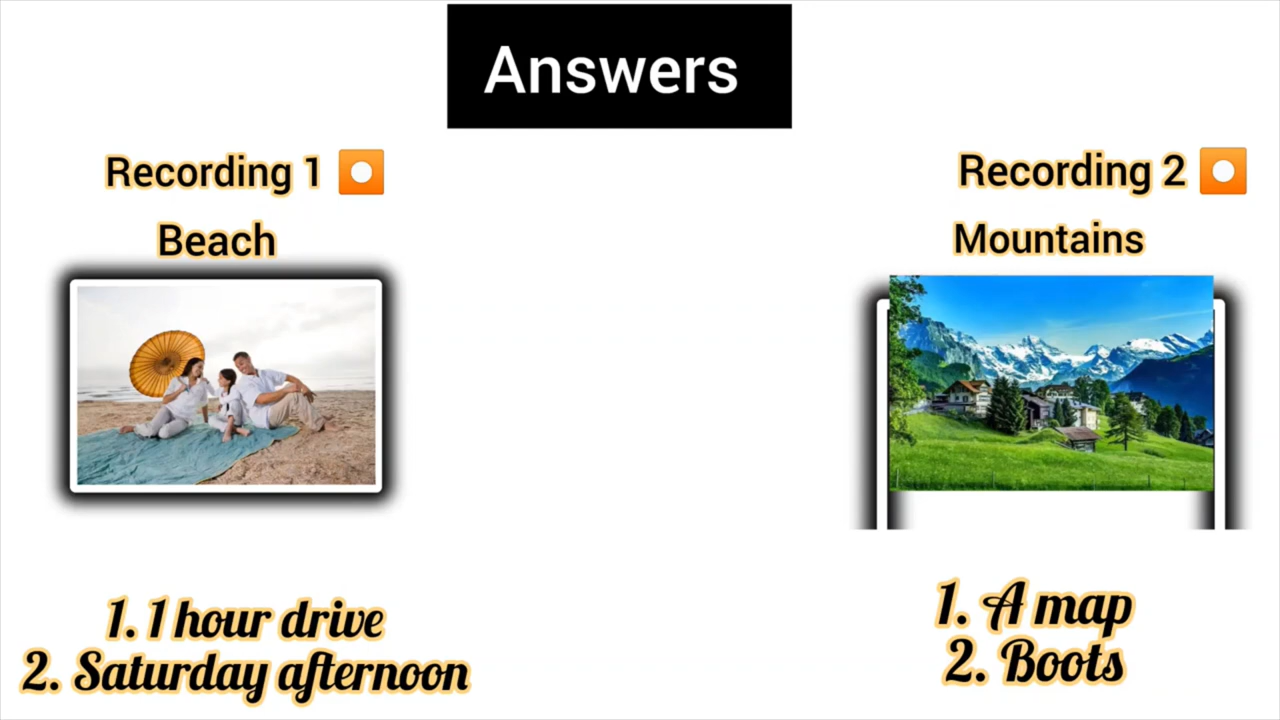 Answers
Recording 1
Beach
1. 1 hour drive
2. Saturday afternoon
Recording 2
Mountains
1. A map
2. Boots